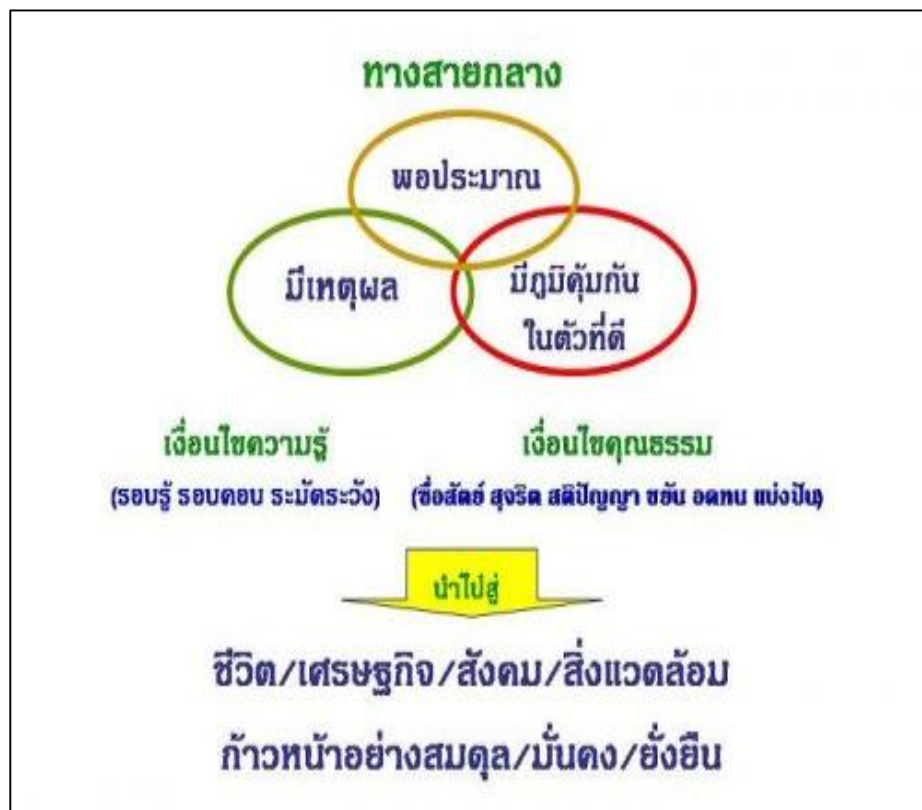 ทางสายกลาง
พอประมาณ
มีเหตุผล
มีภูมิคุ้มกัน
ในตัวที่ดี
เงื่อนไขความรู้
(รอบรู้ รอบคอบ ระมัดระวัง)
เงื่อนไขคุณธรรม
(ซื่อสัตย์ สุจริต สติปัญญา ขยัน อดทน แบ่งปัน)
นำไปสู่
ชีวิต/เศรษฐกิจ/สังคม/สิ่งแวดล้อม
ก้าวหน้าอย่างสมดุล/มั่นคง/ยั่งยืน